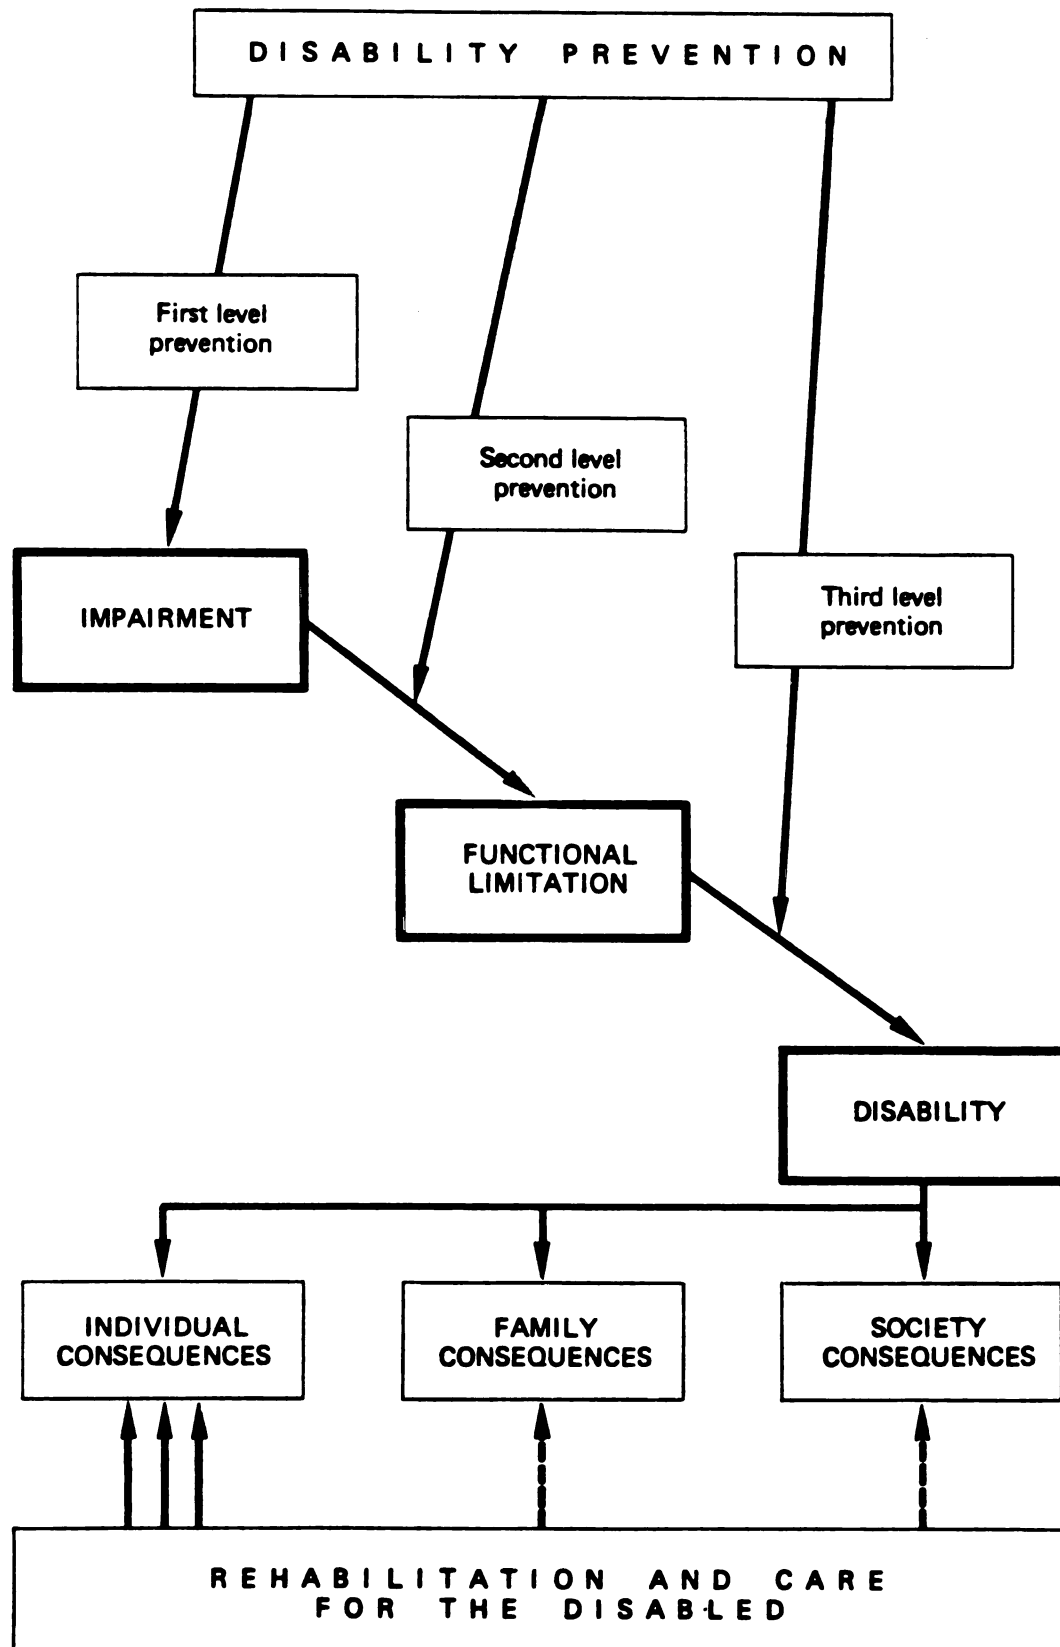 DISABILITY PREVENTION
First level
prevention
Second level
prevention
Third level
prevention
IMPAIRMENT
FUNCTIONAL
LIMITATION
DISABILITY
INDIVIDUAL
CONSEQUENCES
FAMILY
CONSEQUENCES
SOCIETY
CONSEQUENCES
REHABILITATION AND CARE
FOR THE DISABLED